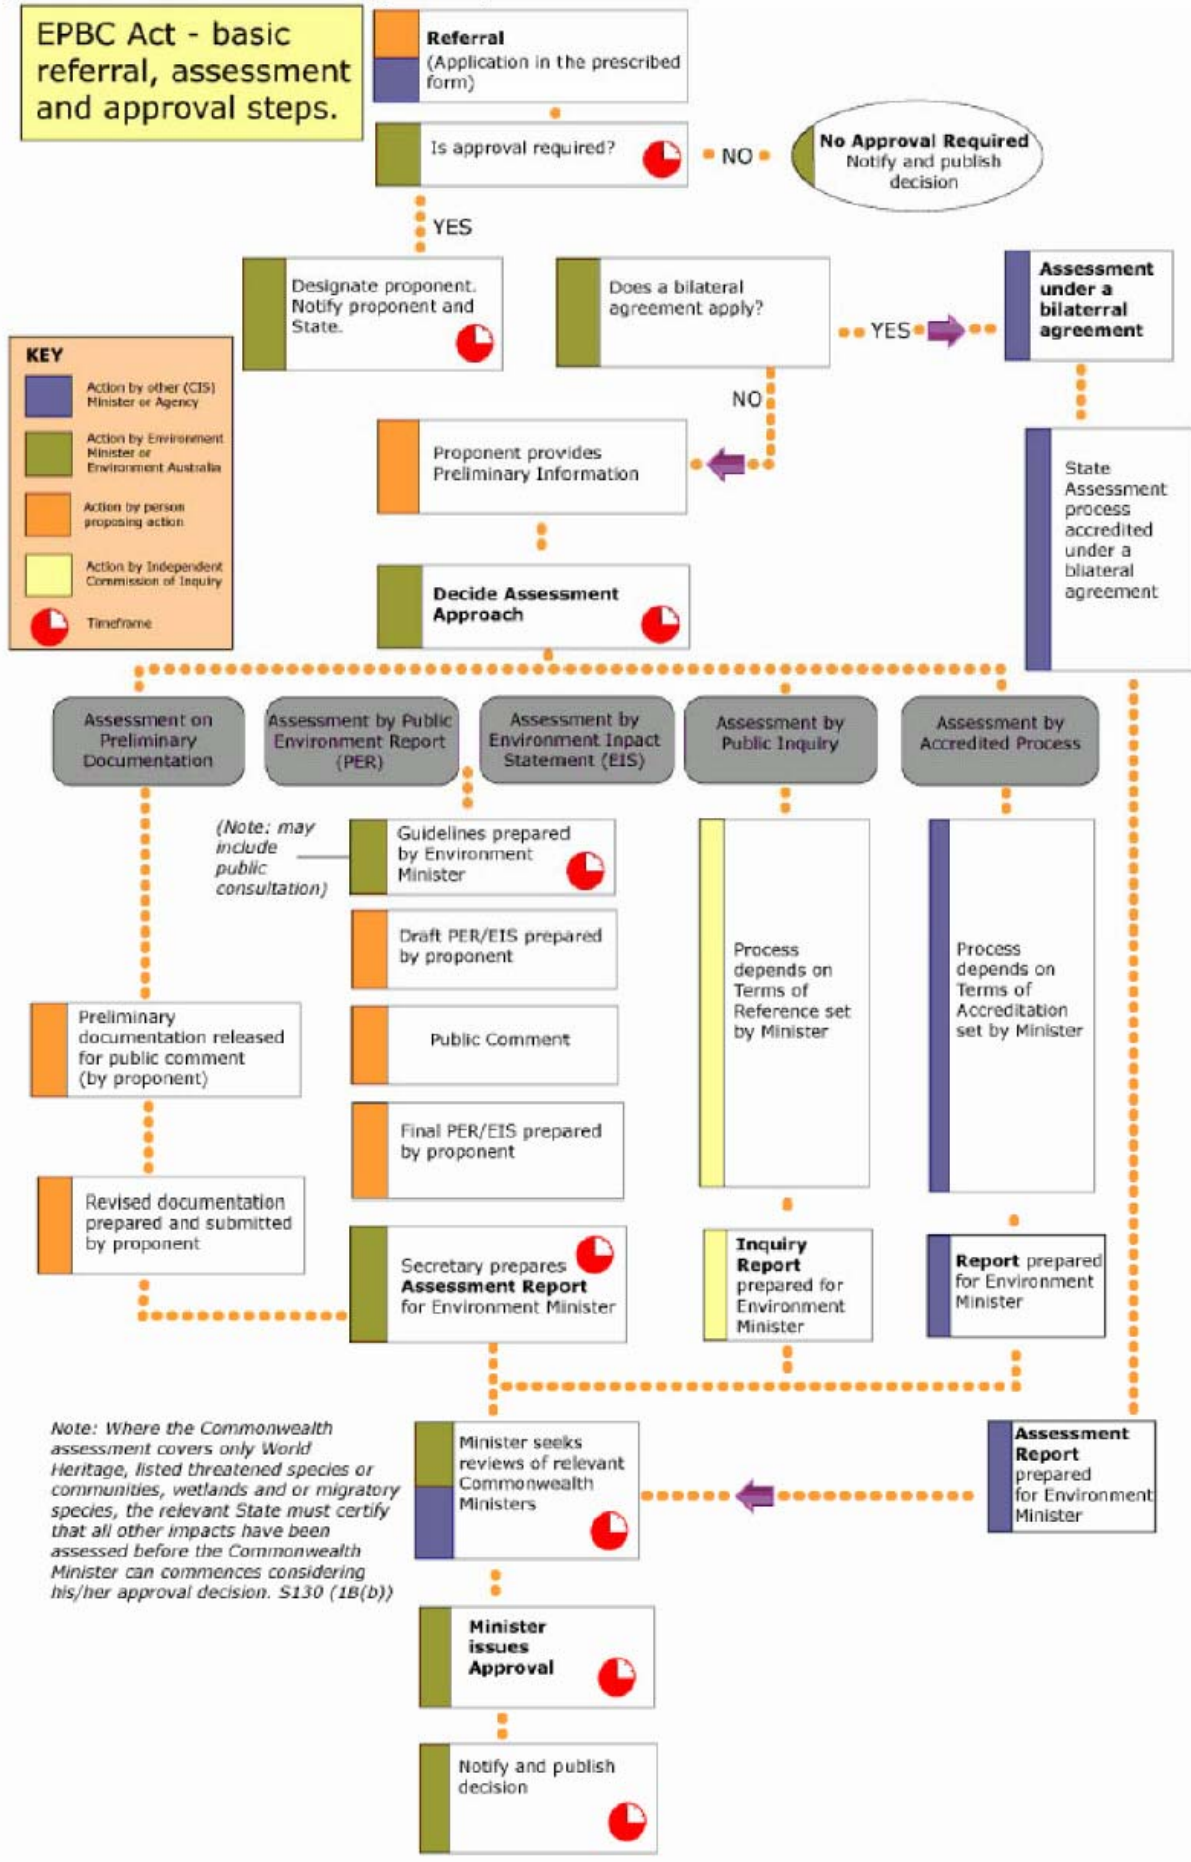 EPBC Act - basic
referral, assessment
and approval steps.
Referral
(Application in the prescribed
form)
Is approval required?
NO
No Approval Required
Notify and publish
decision
YES
Designate proponent.
Notify proponent and
State.
Does a bilateral
agreement apply?
YES
Assessment
under a
bilaterral
agreement
NO
KEY
Action by other (CIS)
Minister or Agency
Action by Environment
Minister or
Environment Australia
Action by person
proposing action
Action by Independent
Commission of Inquiry
Timeframe
Proponent provides
Preliminary Information
State
Assessment
process
accredited
under a
bliateral
agreement
Decide Assessment
Approach
Assessment on
Preliminary
Documentation
Assessment by Public
Environment Report
(PER)
Assessment by
Environment Inpact
Statement (EIS)
Assessment by
Public Inquiry
Assessment by
Accredited Process
(Note: may
include
public
consultation)
Guidelines prepared
by Environment
Minister
Draft PER/EIS prepared
by proponent
Public Comment
Final PER/EIS prepared
by proponent
Preliminary
documentation released
for public comment
(by proponent)
Revised documentation
prepared and submitted
by proponent
Secretary prepares
Assessment Report
for Environment Minister
Process
depends on
Terms of
Reference set
by Minister
Inquiry
Report
prepared for
Environment
Minister
Process
depends on
Terms of
Accreditation
set by Minister
Report prepared
for Environment
Minister
Note: Where the Commonwealth
assessment covers only World
Heritage, listed threatened species or
communities, wetlands and or migratory
species, the relevant State must certify
that all other impacts have been
assessed before the Commonwealth
Minister can commences considering
his/her approval decision. S130 (1B(b))
Minister seeks
reviews of relevant
Commonwealth
Ministers
Assessment
Report
prepared
for Environment
Minister
Minister
issues
Approval
Notify and publish
decision